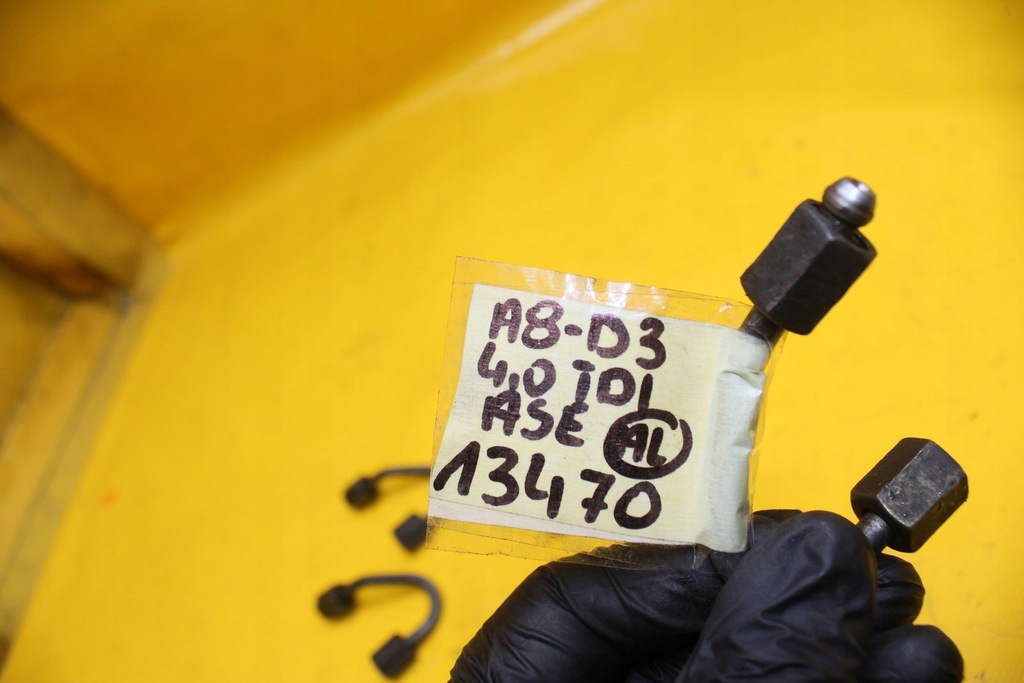 A8-D3
4,0 TDI
ASE AL
13470